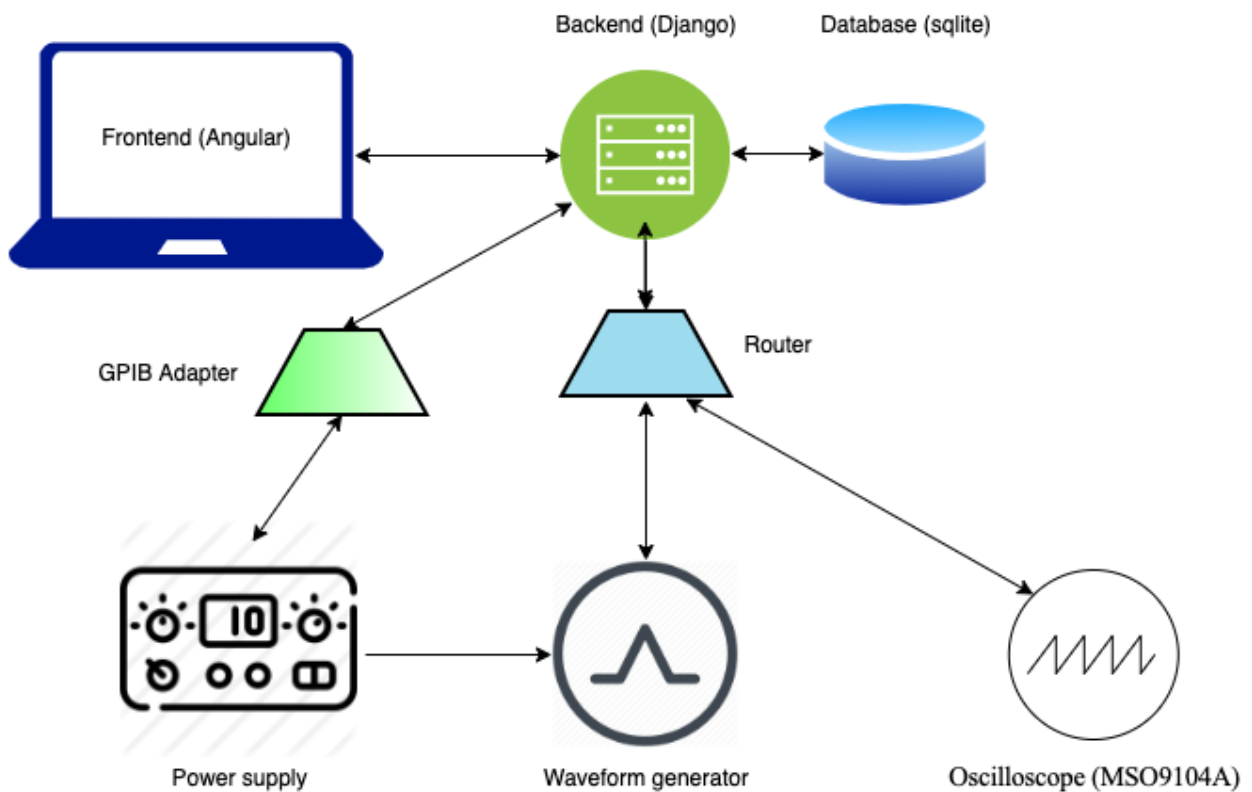 Backend (Django)
Database (sqlite)
Frontend (Angular)
Router
GPIB Adapter
10
Power supply
Waveform generator
Oscilloscope (MSO9104A)